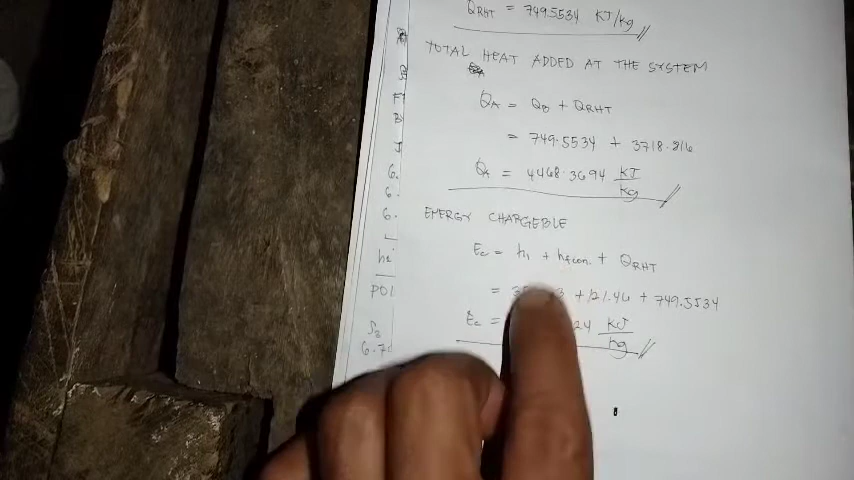 QRHT = 749.5534 KJ/kg
TOTAL HEAT ADDED AT THE SYSTEM
QA = QB + QRHT
= 749.5534 + 3718.816
QA = 4468.3694 KJ/kg
ENERGY CHARGEBLE
Ec = h1 + hfcon. + QRHT
= + 121.46 + 749.5534
Ec = 24 KJ/kg